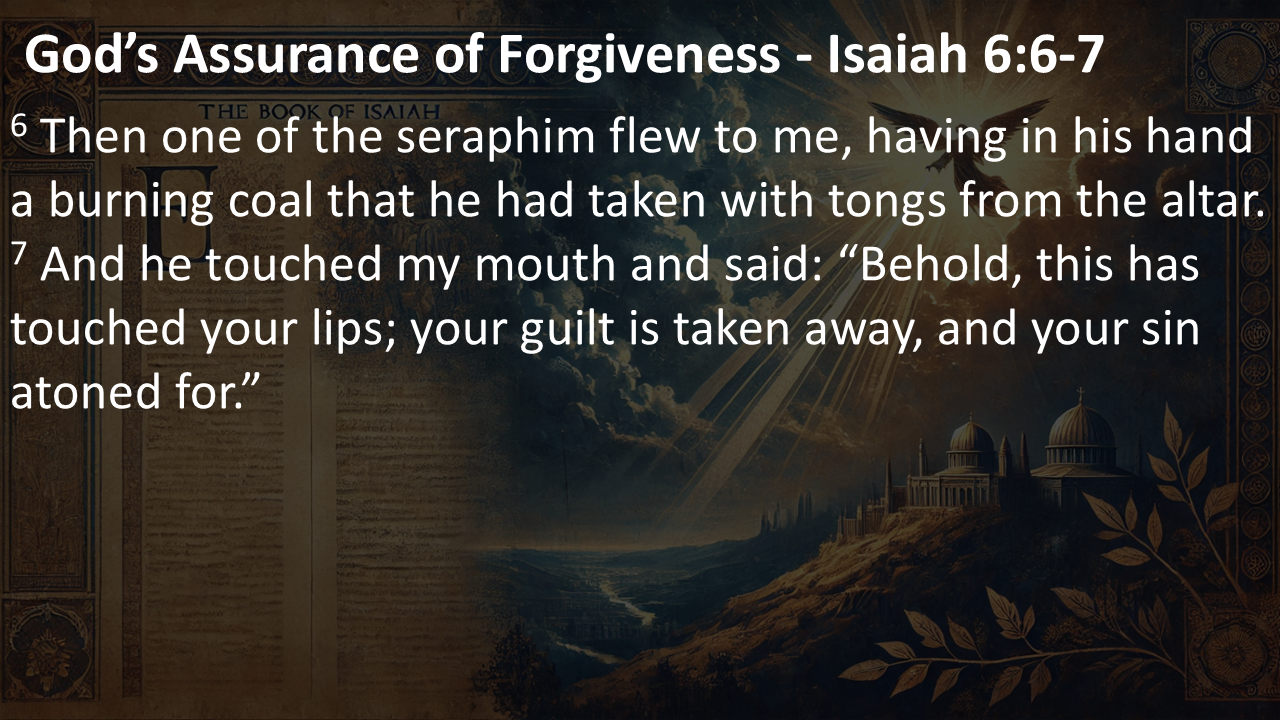 God’s Assurance of Forgiveness - Isaiah 6:6-7
THE BOOK OF ISAIAH
6 Then one of the seraphim flew to me, having in his hand
a burning coal that he had taken with tongs from the altar.
7 And he touched my mouth and said: “Behold, this has
touched your lips; your guilt is taken away, and your sin
atoned for.”